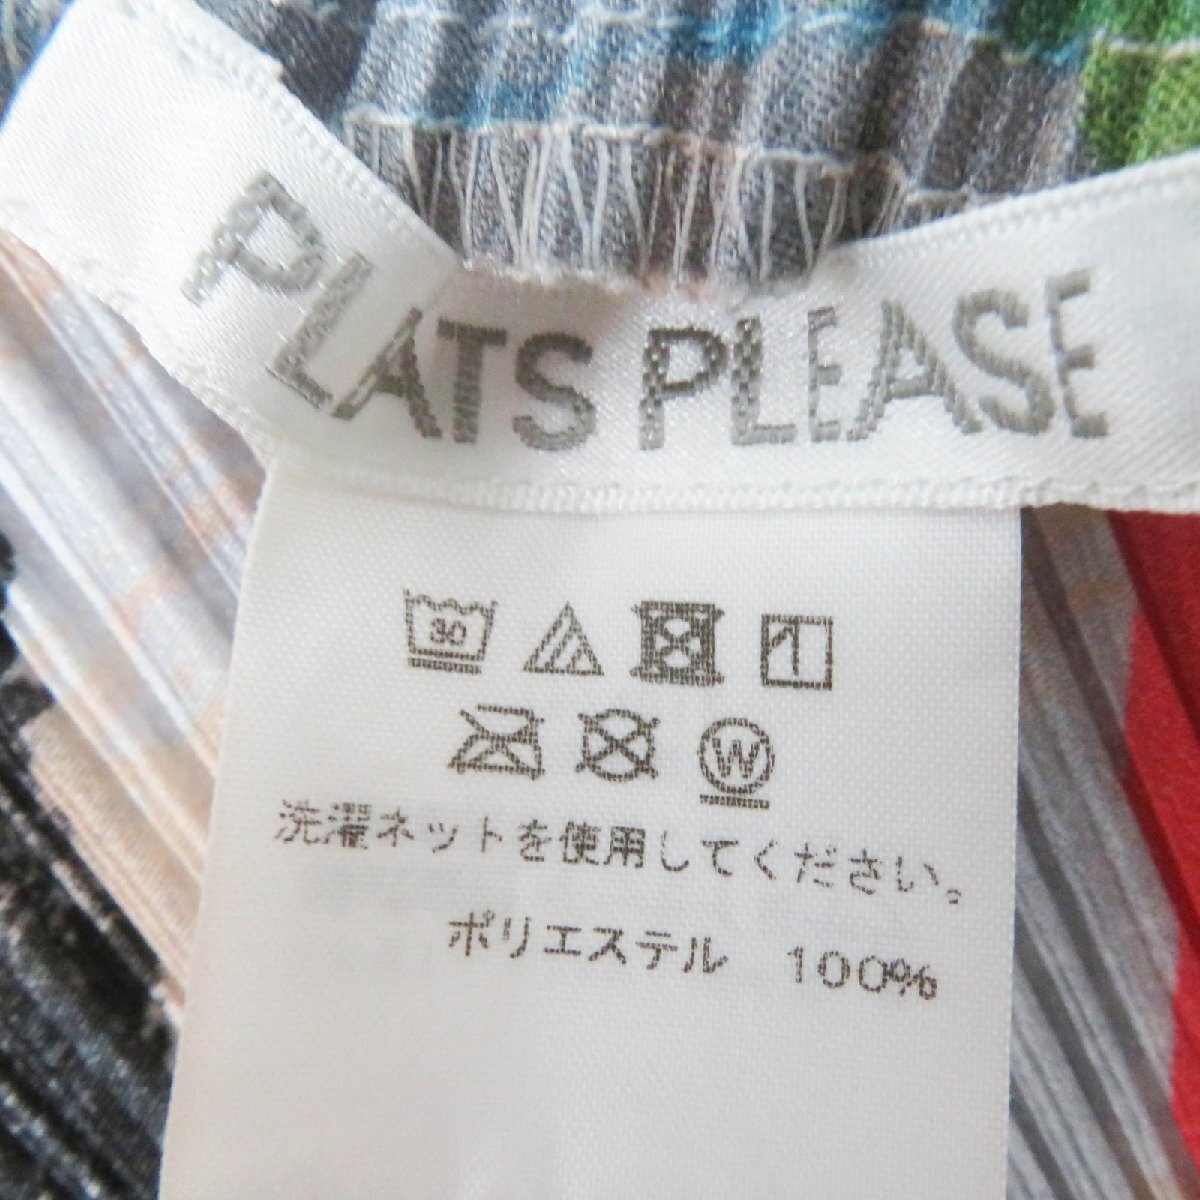 PLATS PLEASE
30
W
洗濯ネットを使用してください。
ポリエステル 100%